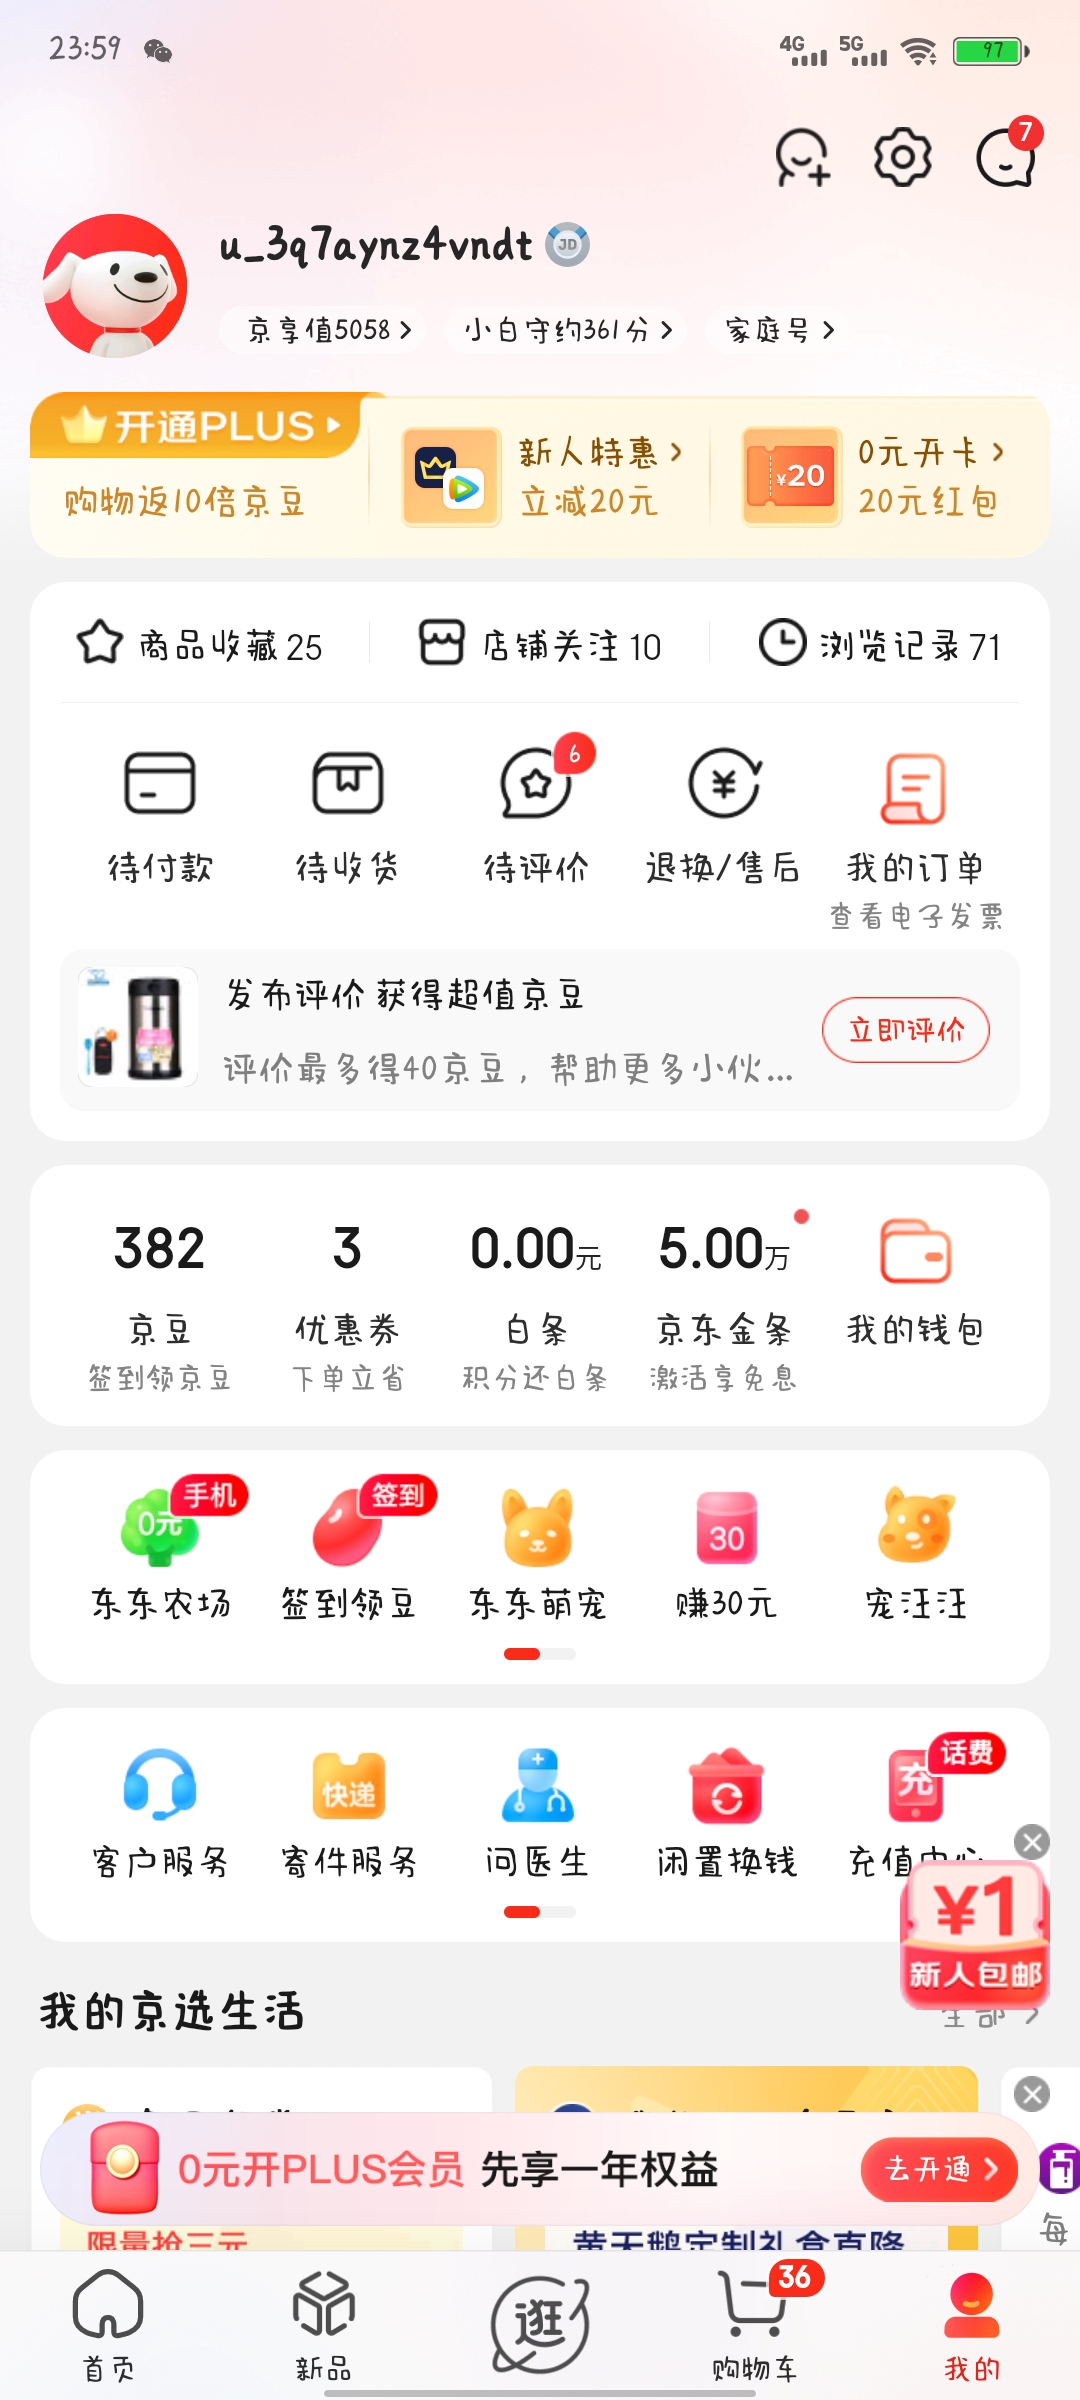 23:59
4G 5G 97
7
u_3q7aynz4vndt JD
京享值5058 小白守约361分 家庭号
开通PLUS
购物返10倍京豆
新人特惠
立减20元
¥20
0元开卡
20元红包
商品收藏 25 店铺关注 10 浏览记录 71
6
待付款 待收货 待评价 退换/售后 我的订单
查看电子发票
发布评价 获得超值京豆
评价最多得40京豆，帮助更多小伙...
立即评价
382 3 0.00元 5.00万
京豆 优惠券 白条 京东金条 我的钱包
签到领京豆 下单立省 积分还白条 激活享免息
手机 签到
0元 30
东东农场 签到领豆 东东萌宠 赚30元 宠汪汪
话费
快递 充
客户服务 寄件服务 问医生 闲置换钱 充值中心
¥1
新人包邮
我的京选生活
全部
0元开PLUS会员 先享一年权益 去开通
每
限量抢三元
黄天鹅定制礼盒直降
逛 36
首页 新品 购物车 我的